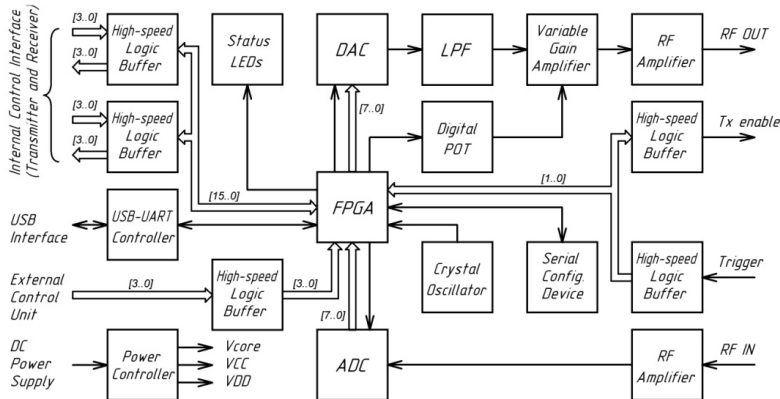 Internal Control Interface
(Transmitter and Receiver)
[3..0]
[3..0]
High-speed
Logic
Buffer
[3..0]
[3..0]
High-speed
Logic
Buffer
Status
LEDs
DAC
LPF
Variable
Gain
Amplifier
RF
Amplifier
RF OUT
[7..0]
Digital
POT
High-speed
Logic
Buffer
Tx enable
[15..0]
FPGA
[1..0]
USB
Interface
USB-UART
Controller
External
Control
Unit
[3..0]
High-speed
Logic
Buffer
[3..0]
Crystal
Oscillator
Serial
Config.
Device
High-speed
Logic
Buffer
Trigger
[7..0]
DC
Power
Supply
Power
Controller
Vcore
VCC
VDD
ADC
RF
Amplifier
RF IN